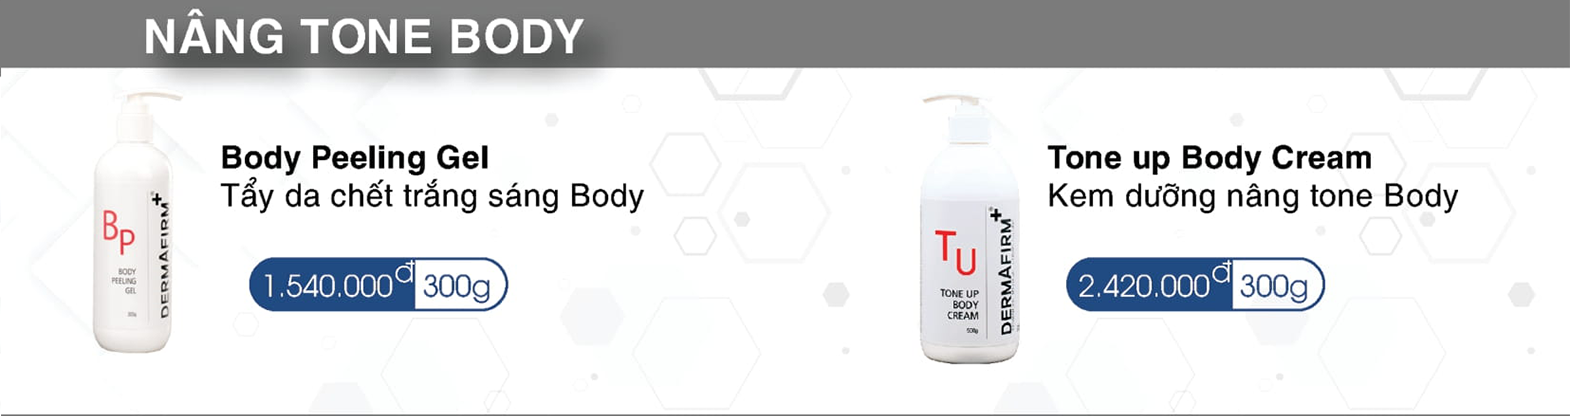 NÂNG TONE BODY
Body Peeling Gel
Tẩy da chết trắng sáng Body
1.540.000đ 300g
BP
BODY
PEELING
GEL
300g
DERMAFIRM+
Tone up Body Cream
Kem dưỡng nâng tone Body
2.420.000đ 300g
TU
TONE UP
BODY
CREAM
500g
DERMAFIRM+